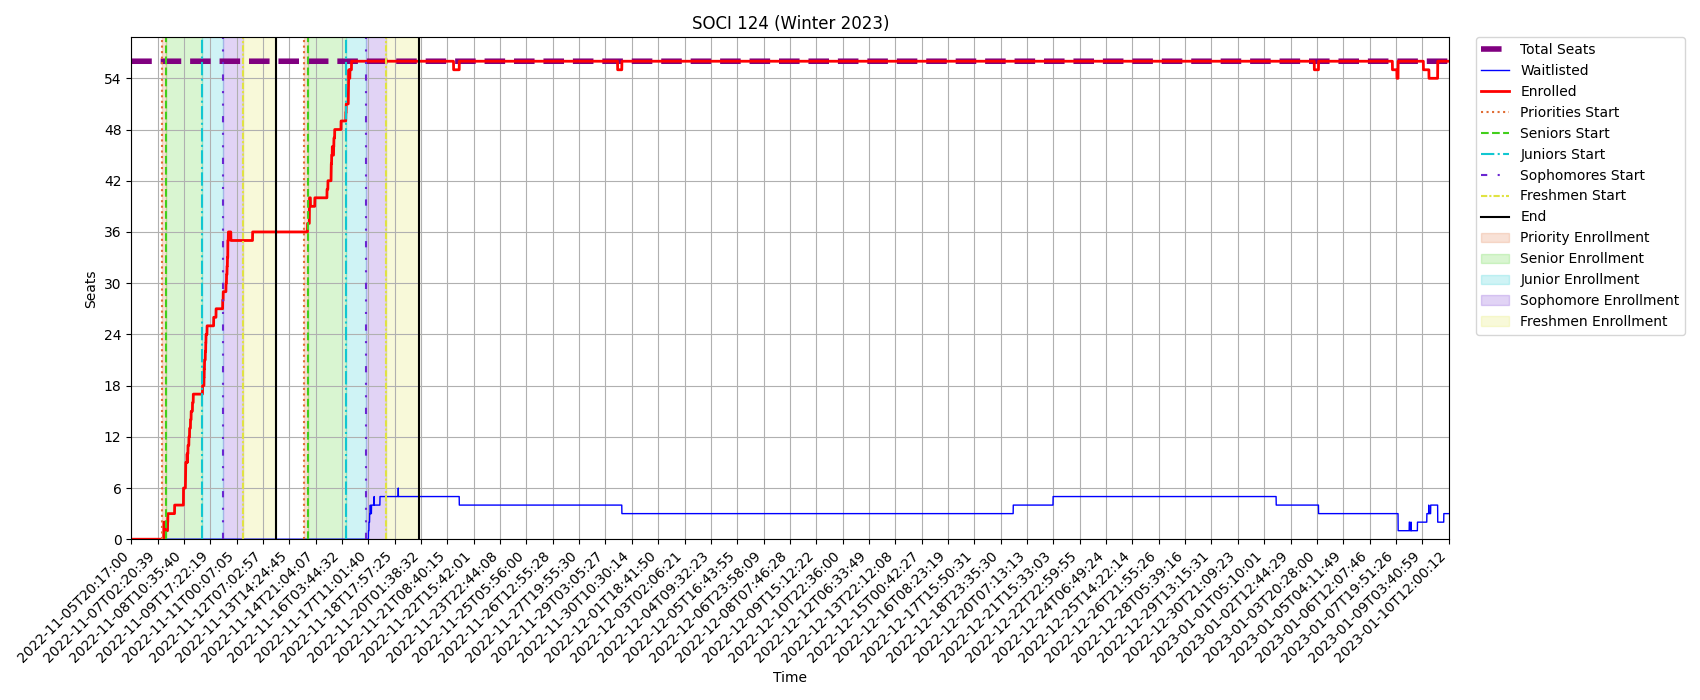 SOCI 124 (Winter 2023)
Seats
54
48
42
36
30
24
18
12
6
0
2022-11-05T20:17:00
2022-11-07T02:20:39
2022-11-08T10:35:40
2022-11-09T17:22:19
2022-11-11T00:07:05
2022-11-12T07:02:57
2022-11-13T14:24:45
2022-11-14T21:04:07
2022-11-16T03:44:32
2022-11-17T11:01:40
2022-11-18T17:57:25
2022-11-20T01:38:32
2022-11-21T08:40:15
2022-11-22T15:42:01
2022-11-23T22:44:08
2022-11-25T05:56:00
2022-11-26T12:55:28
2022-11-27T19:55:30
2022-11-29T03:05:27
2022-11-30T10:30:14
2022-12-01T18:41:50
2022-12-03T02:06:21
2022-12-04T09:32:23
2022-12-05T16:43:55
2022-12-06T23:58:09
2022-12-08T07:46:28
2022-12-09T15:12:22
2022-12-10T22:36:00
2022-12-12T06:33:49
2022-12-13T15:12:08
2022-12-15T00:42:27
2022-12-16T08:23:19
2022-12-17T15:50:31
2022-12-18T23:35:30
2022-12-20T07:13:13
2022-12-21T15:33:03
2022-12-22T22:59:55
2022-12-24T06:49:24
2022-12-25T14:22:14
2022-12-26T21:55:26
2022-12-28T05:39:16
2022-12-29T13:15:31
2022-12-30T21:09:23
2023-01-01T05:10:01
2023-01-02T12:44:29
2023-01-03T20:28:00
2023-01-05T04:11:49
2023-01-06T12:07:46
2023-01-07T19:51:26
2023-01-09T03:40:59
2023-01-10T12:00:12
Time
Total Seats
Waitlisted
Enrolled
Priorities Start
Seniors Start
Juniors Start
Sophomores Start
Freshmen Start
End
Priority Enrollment
Senior Enrollment
Junior Enrollment
Sophomore Enrollment
Freshmen Enrollment